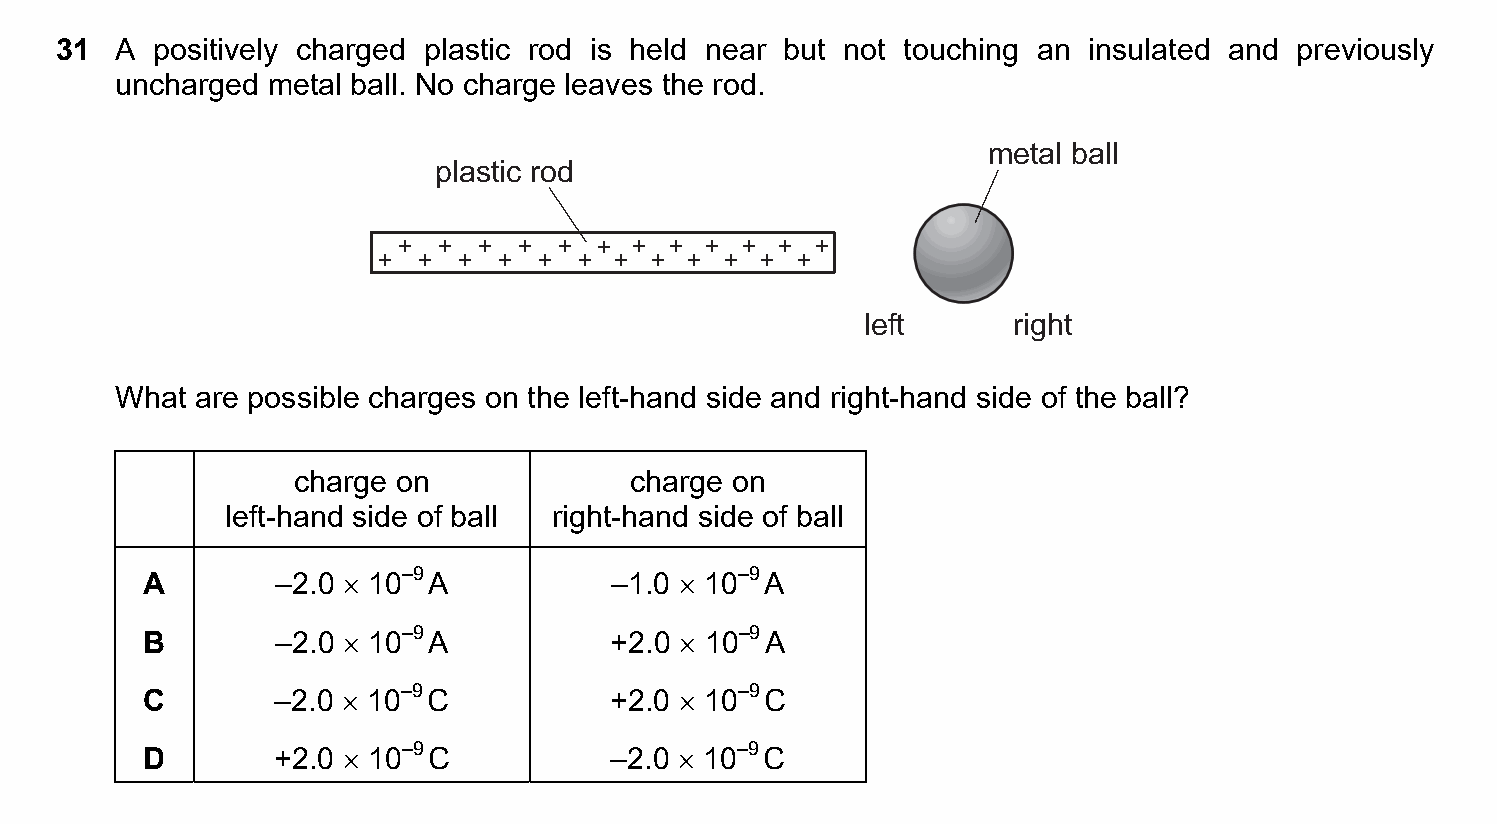 31 A positively charged plastic rod is held near but not touching an insulated and previously
uncharged metal ball. No charge leaves the rod.
metal ball
plastic rod
+ + + + + + + + + + + +
+ + + + + + + + + + + +
left right
What are possible charges on the left-hand side and right-hand side of the ball?
charge on charge on
left-hand side of ball right-hand side of ball
A –2.0 × 10⁻⁹ A –1.0 × 10⁻⁹ A
B –2.0 × 10⁻⁹ A +2.0 × 10⁻⁹ A
C –2.0 × 10⁻⁹ C +2.0 × 10⁻⁹ C
D +2.0 × 10⁻⁹ C –2.0 × 10⁻⁹ C